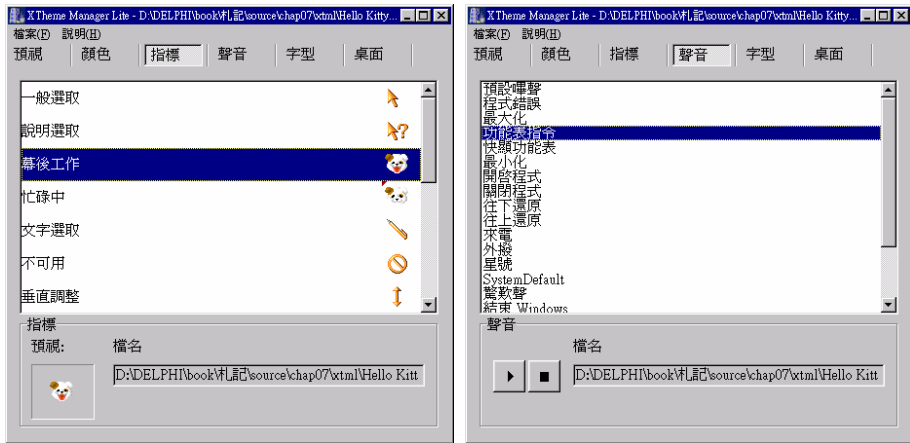 XTheme Manager Lite - D:\DELPHI\book\札記\source\chap07\xtml\Hello Kitty...
檔案(F) 說明(H)
預視 顏色 指標 聲音 字型 桌面
一般選取
說明選取
幕後工作
忙碌中
文字選取
不可用
垂直調整
指標
預視: 檔名
D:\DELPHI\book\札記\source\chap07\xtml\Hello Kitt
XTheme Manager Lite - D:\DELPHI\book\札記\source\chap07\xtml\Hello Kitty...
檔案(F) 說明(H)
預視 顏色 指標 聲音 字型 桌面
預設嗶聲
程式錯誤
最大化
功能表指令
快顯功能表
最小化
開啟程式
關閉程式
往下還原
往上還原
來電
外撥
星號
SystemDefault
驚歎聲
結束 Windows
聲音
檔名
D:\DELPHI\book\札記\source\chap07\xtml\Hello Kitt